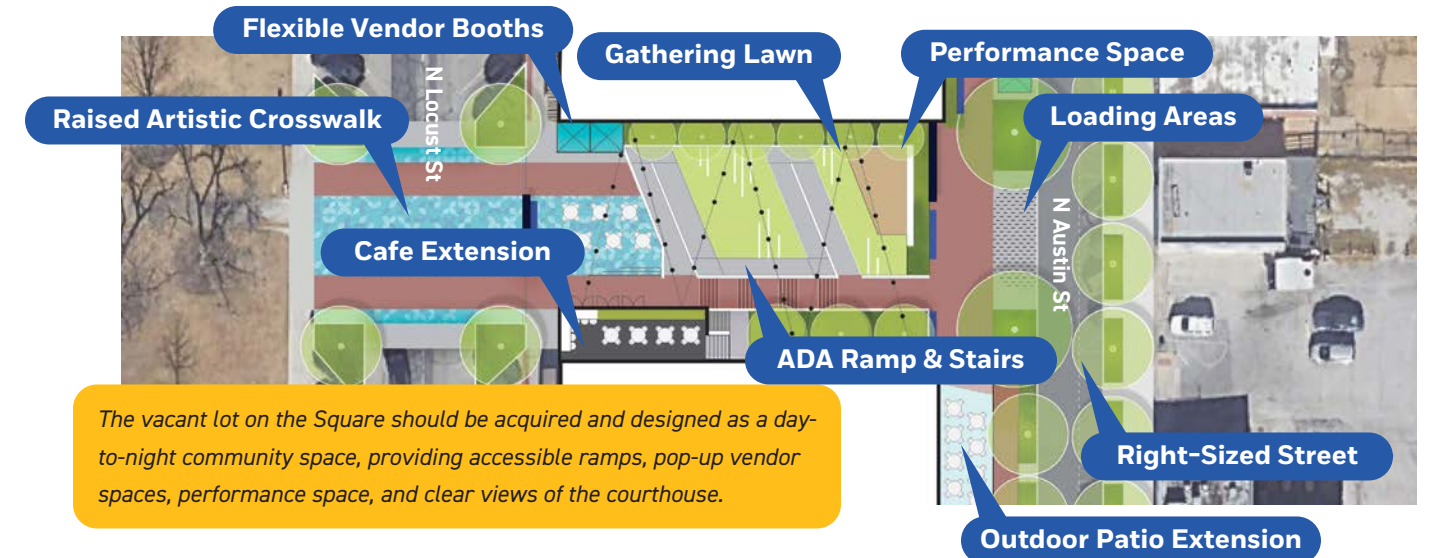 Flexible Vendor Booths
Gathering Lawn
Performance Space
Raised Artistic Crosswalk
N Locust St
Loading Areas
Cafe Extension
N Austin St
ADA Ramp & Stairs
The vacant lot on the Square should be acquired and designed as a day-
to-night community space, providing accessible ramps, pop-up vendor
spaces, performance space, and clear views of the courthouse.
Right-Sized Street
Outdoor Patio Extension